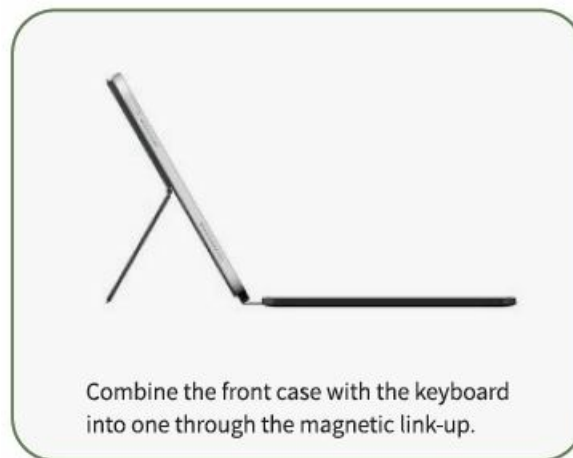 Combine the front case with the keyboard
into one through the magnetic link-up.